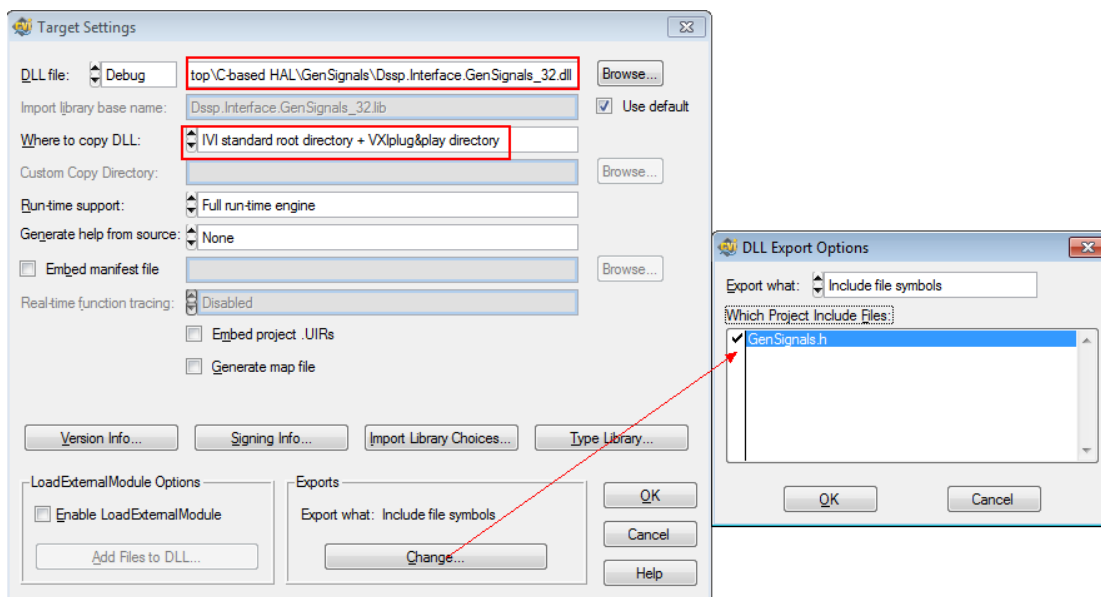 Target Settings
DLL file: Debug top\C-based HAL\GenSignals\Dssp.Interface.GenSignals_32.dll Browse...
Import library base name: Dssp.Interface.GenSignals_32.lib Use default
Where to copy DLL: IVI standard root directory + VXIplug&play directory
Custom Copy Directory: Browse...
Run-time support: Full run-time engine
Generate help from source: None
Embed manifest file Browse...
Real-time function tracing: Disabled
Embed project .UIRs
Generate map file
Version Info... Signing Info... Import Library Choices... Type Library...
LoadExternalModule Options
Enable LoadExternalModule
Add Files to DLL...
Exports
Export what: Include file symbols
Change...
OK
Cancel
Help
DLL Export Options
Export what: Include file symbols
Which Project Include Files:
GenSignals.h
OK Cancel